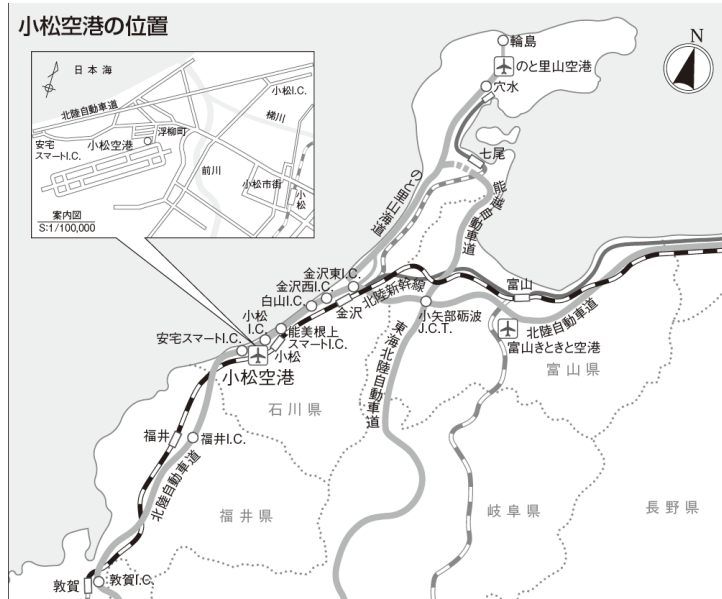 小松空港の位置
日本海
小松I.C.
北陸自動車道
梯川
浮柳町
小松空港
安宅
スマートI.C.
前川
小松市街
小松
案内図
S:1/100,000
N
輪島
のと里山空港
穴水
七尾
のと里山海道
能越自動車道
金沢東I.C.
金沢西I.C.
白山I.C.
北陸新幹線
富山
金沢
小松
I.C.
能美根上
スマートI.C.
安宅スマートI.C.
小松
小松空港
小矢部砺波
J.C.T.
北陸自動車道
富山きときと空港
東海北陸自動車道
富山県
石川県
福井
福井I.C.
北陸自動車道
福井県
岐阜県
長野県
敦賀
敦賀I.C.